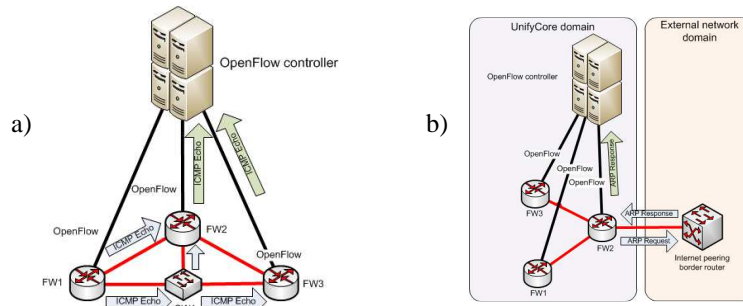 a)
OpenFlow controller
ICMP Echo
ICMP Echo
OpenFlow
OpenFlow
ICMP Echo
FW2
OpenFlow
FW1
FW3
ICMP Echo
ICMP Echo
b)
UnifyCore domain
External network
domain
OpenFlow controller
ARP Response
OpenFlow
OpenFlow
OpenFlow
FW3
ARP Response
FW2
ARP Request
Internet peering
border router
FW1